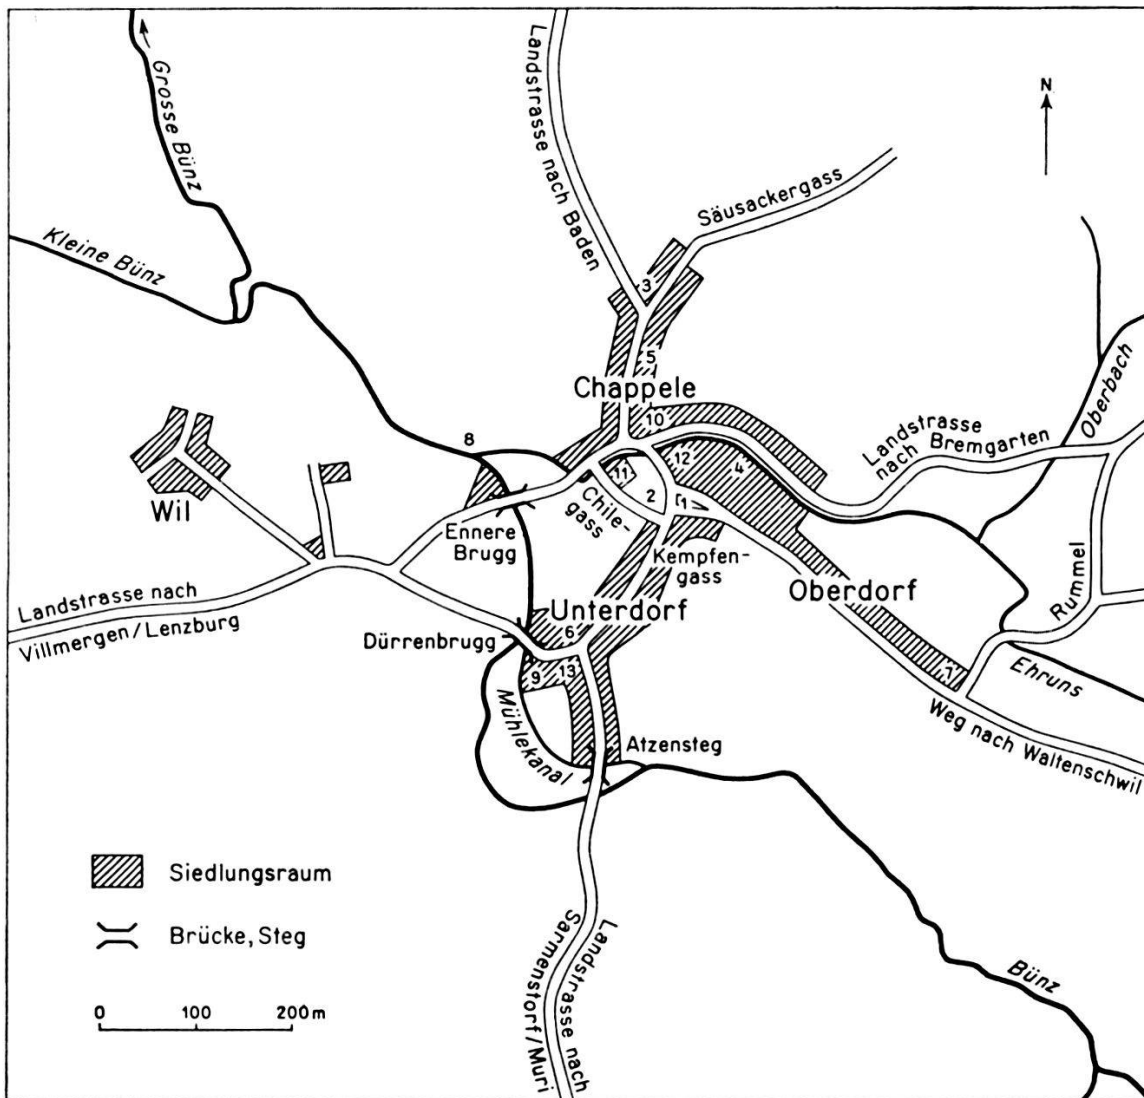 N
Grosse Bünz
Kleine Bünz
Landstrasse nach Baden
Säusackergass
3
5
Chappele
10
Oberbach
Landstrasse
nach Bremgarten
8
12
4
11
Wil
2
1
Chile-
gass
Ennere
Brugg
Kempfen-
gass
Oberdorf
Rummel
Landstrasse nach
Villmergen/Lenzburg
Unterdorf
Dürrenbrugg
6
9
13
1
Ehruns
Mühlekanal
Atzensteg
Weg nach Waltenschwil
Siedlungsraum
Brücke, Steg
Landstrasse nach
Sarmenstorf/Muri
Bünz
0 100 200 m